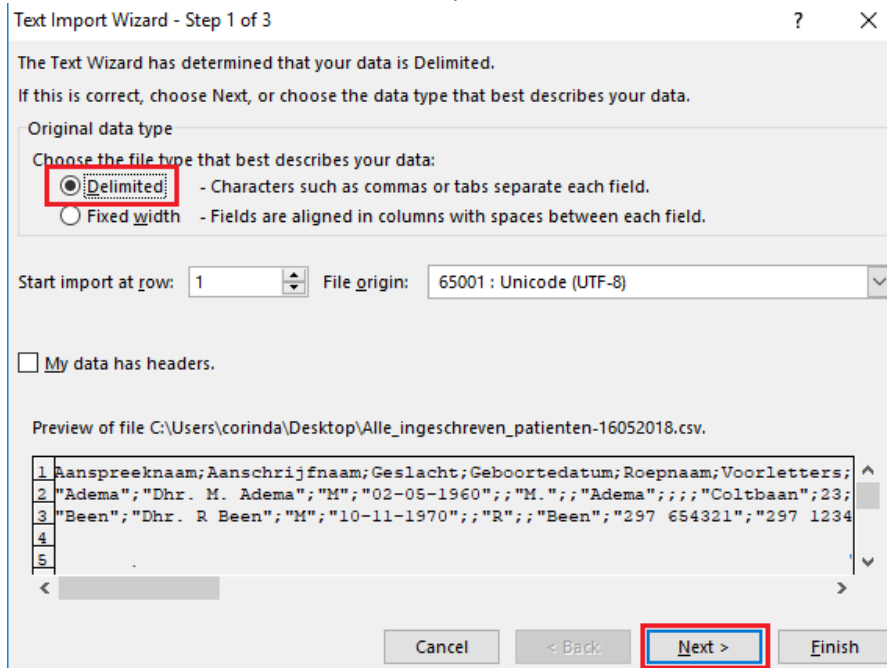 Text Import Wizard - Step 1 of 3 ? ×
The Text Wizard has determined that your data is Delimited.
If this is correct, choose Next, or choose the data type that best describes your data.
Original data type
Choose the file type that best describes your data:
Delimited - Characters such as commas or tabs separate each field.
Fixed width - Fields are aligned in columns with spaces between each field.
Start import at row: 1 File origin: 65001 : Unicode (UTF-8)
My data has headers.
Preview of file C:\Users\corinda\Desktop\Alle_ingeschreven_patienten-16052018.csv.
1 Aanspreeknaam;Aanschrijfnaam;Geslacht;Geboortedatum;Roepnaam;Voorletters;
2 "Adema";"Dhr. M. Adema";"M";"02-05-1960";;"M.";;"Adema";;;;"Coltbaan";23;
3 "Been";"Dhr. R Been";"M";"10-11-1970";;"R";;"Been";"297 654321";"297 1234
4
5
Cancel < Back Next > Finish